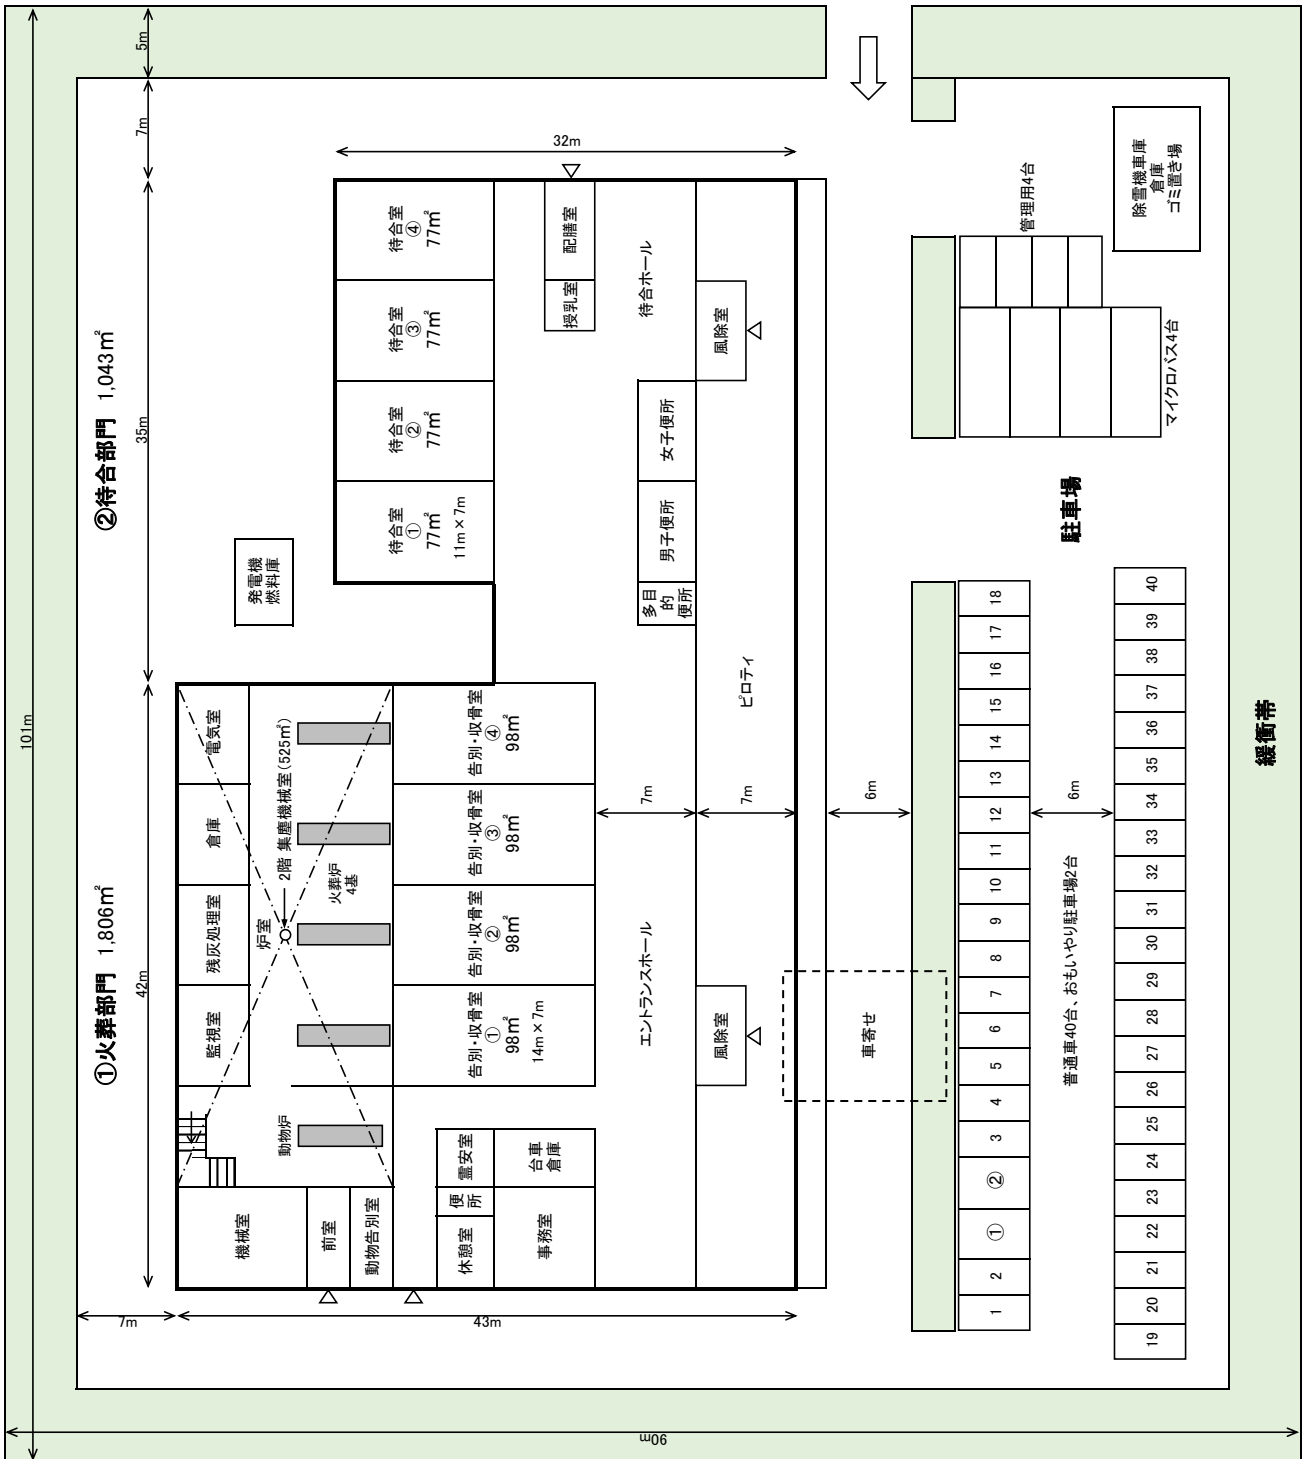 5m
7m
②待合部門 1,043㎡
35m
32m
待合室
④
77㎡
待合室
③
77㎡
待合室
②
77㎡
待合室
①
77㎡
11m×7m
配膳室
授乳室
待合ホール
風除室
女子便所
男子便所
多目
的
便所
発電機
燃料庫
ピロティ
101m
①火葬部門 1,806㎡
42m
電気室
倉庫
残灰処理室
監視室
2階 集塵機械室(525㎡)
炉室
火葬炉
4基
動物炉
告別・収骨室
④
98㎡
告別・収骨室
③
98㎡
告別・収骨室
②
98㎡
告別・収骨室
①
98㎡
14m×7m
7m
7m
6m
6m
エントランスホール
風除室
車寄せ
機械室
前室
動物告別室
霊安室
便
所
休憩室
台車
倉庫
事務室
7m
43m
90m
除雪機車庫
倉庫
ゴミ置き場
管理用4台
マイクロバス4台
駐車場
緩衝帯
普通車40台、おもいやり駐車場2台
18
17
16
15
14
13
12
11
10
9
8
7
6
5
4
3
②
①
2
1
40
39
38
37
36
35
34
33
32
31
30
29
28
27
26
25
24
23
22
21
20
19